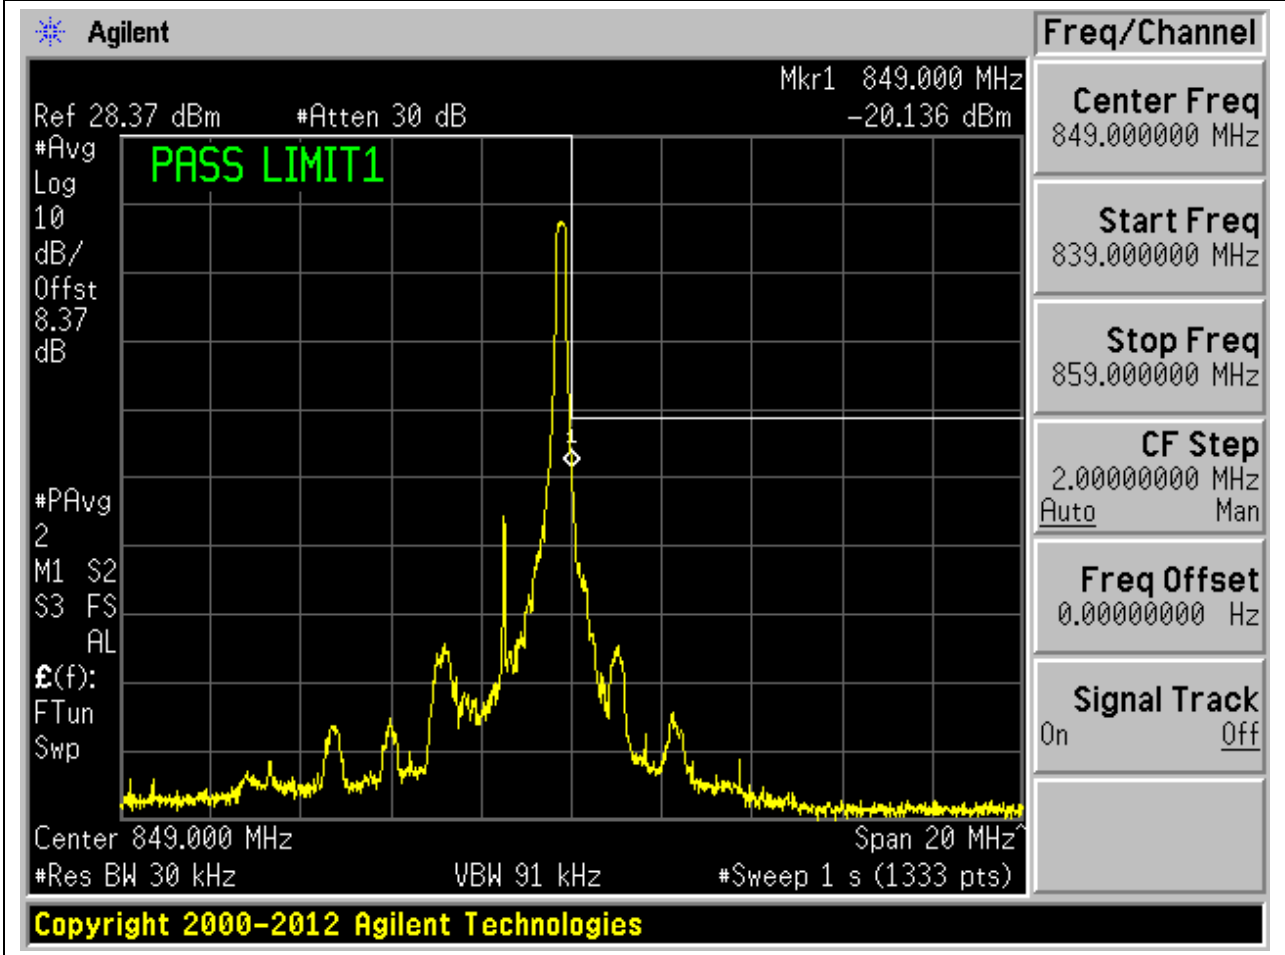 Agilent
Freq/Channel
Mkr1 849.000 MHz
Ref 28.37 dBm #Atten 30 dB -20.136 dBm
#Avg
Log
10
dB/
Offst
8.37
dB
PASS LIMIT1
1
#PAvg
2
M1 S2
S3 FS
AL
£(f):
FTun
Swp
Center 849.000 MHz Span 20 MHz^
#Res BW 30 kHz VBW 91 kHz #Sweep 1 s (1333 pts)
Center Freq
849.000000 MHz
Start Freq
839.000000 MHz
Stop Freq
859.000000 MHz
CF Step
2.00000000 MHz
Auto Man
Freq Offset
0.00000000 Hz
Signal Track
On Off
Copyright 2000-2012 Agilent Technologies